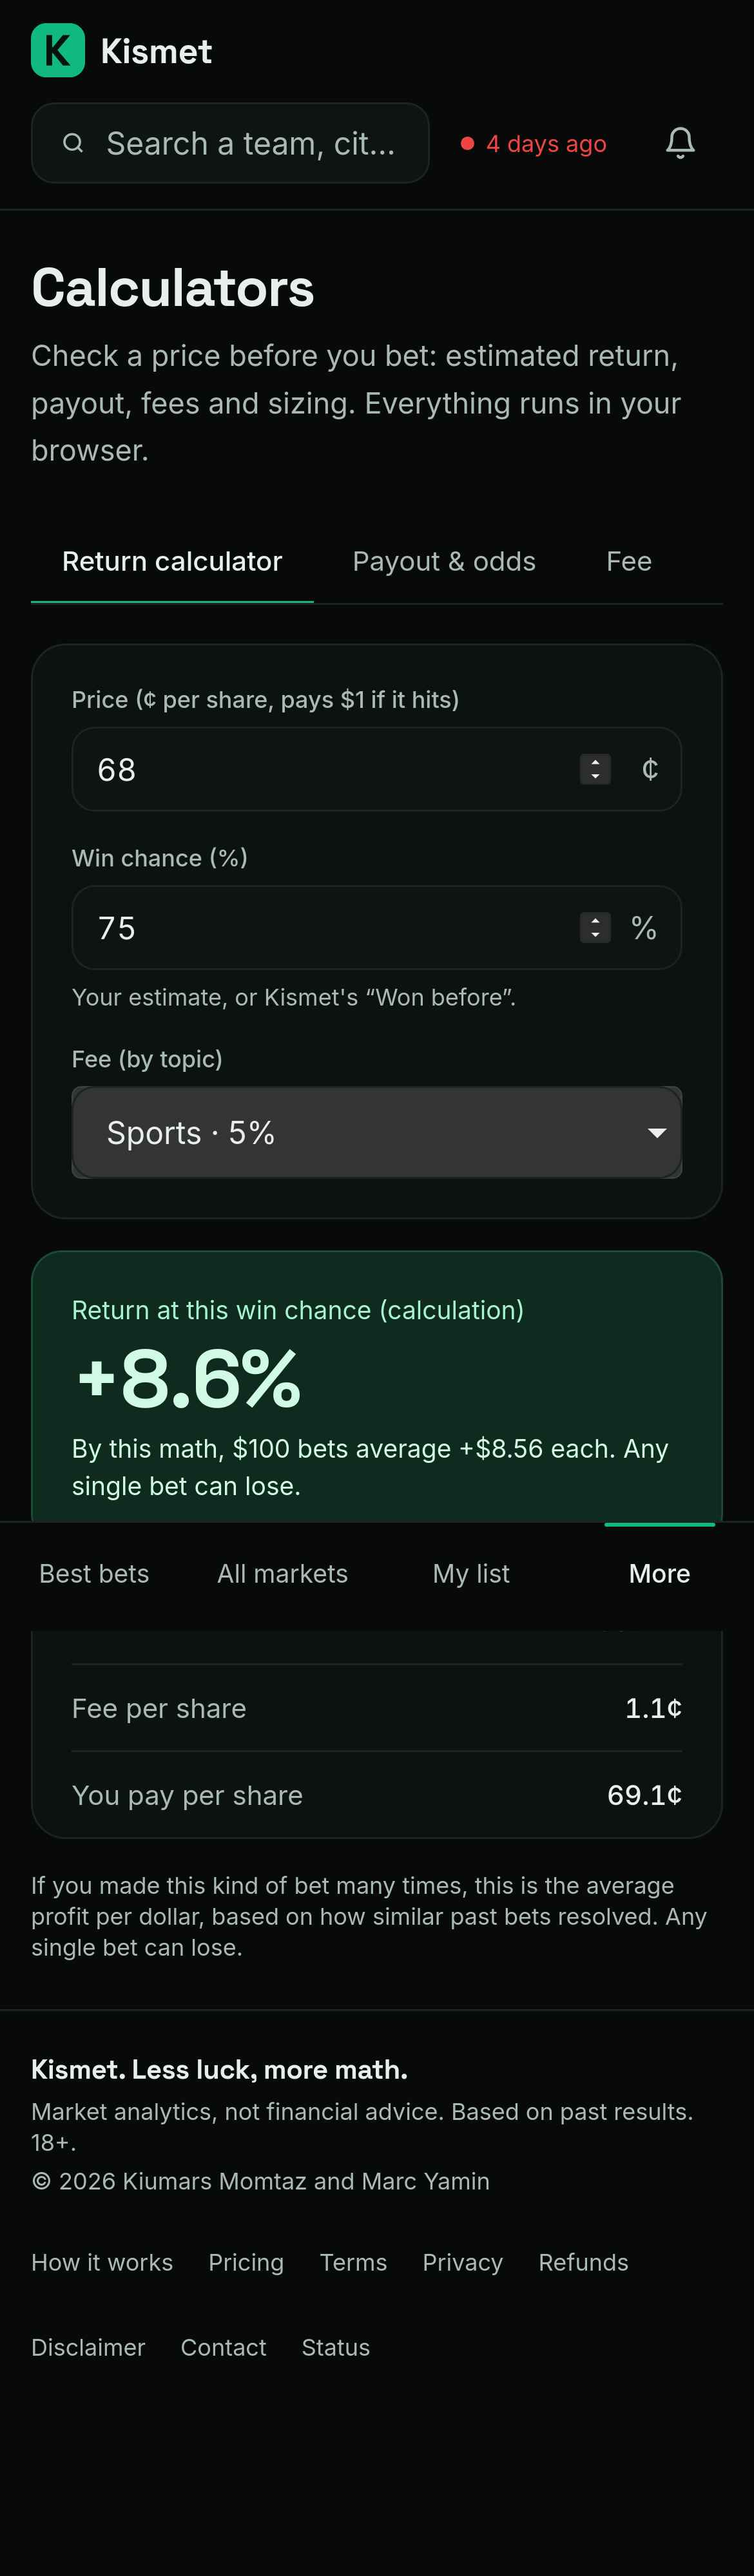 K Kismet
Search a team, cit...
4 days ago
Calculators
Check a price before you bet: estimated return,
payout, fees and sizing. Everything runs in your
browser.
Return calculator Payout & odds Fee
Price (¢ per share, pays $1 if it hits)
68 ¢
Win chance (%)
75 %
Your estimate, or Kismet's “Won before”.
Fee (by topic)
Sports · 5%
Return at this win chance (calculation)
+8.6%
By this math, $100 bets average +$8.56 each. Any
single bet can lose.
Best bets All markets My list More
Fee per share 1.1¢
You pay per share 69.1¢
If you made this kind of bet many times, this is the average
profit per dollar, based on how similar past bets resolved. Any
single bet can lose.
Kismet. Less luck, more math.
Market analytics, not financial advice. Based on past results.
18+.
© 2026 Kiumars Momtaz and Marc Yamin
How it works Pricing Terms Privacy Refunds
Disclaimer Contact Status